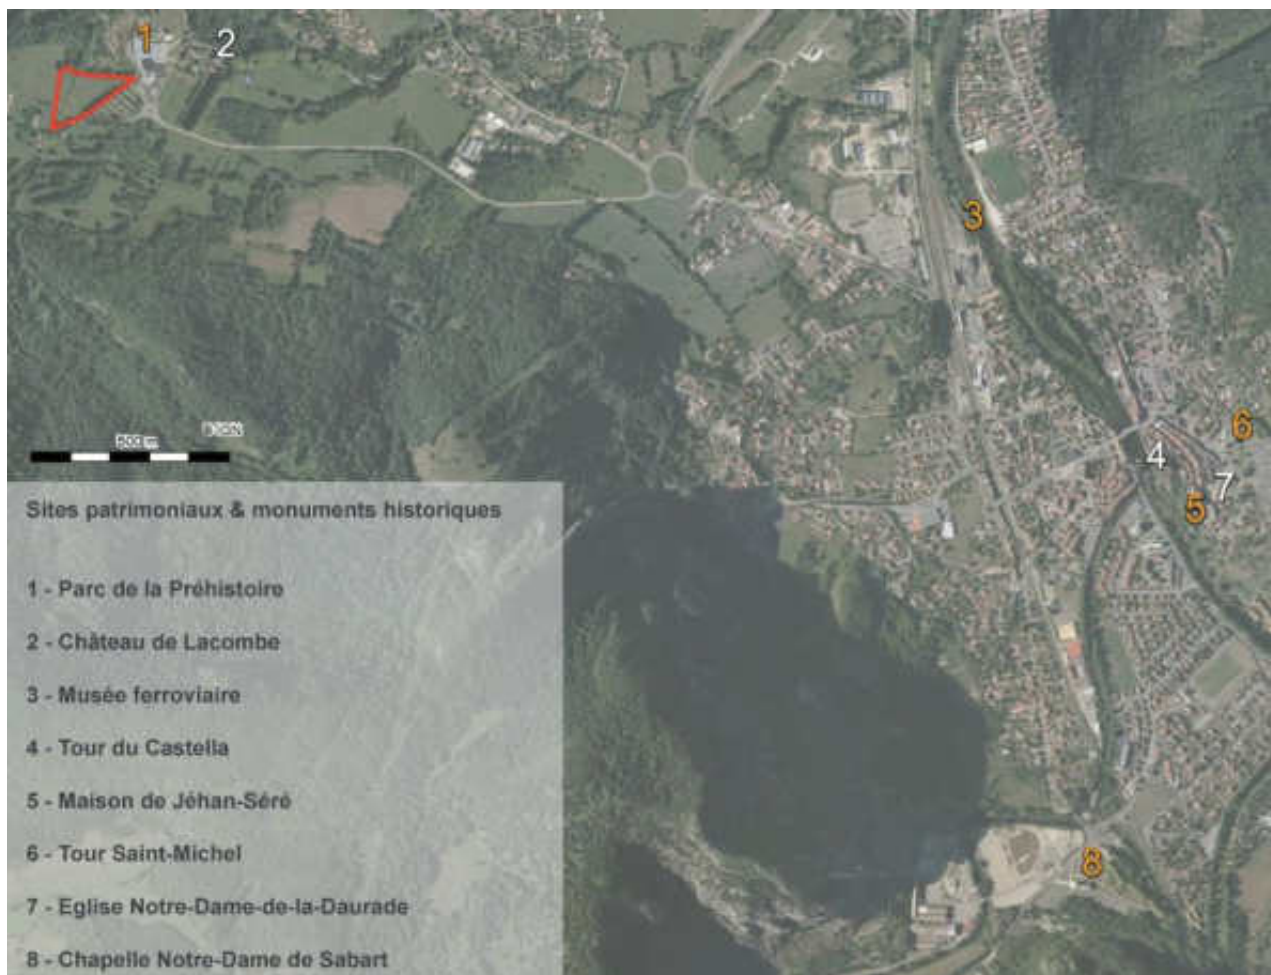 1
2
3
6
4
7
5
500 m
Sites patrimoniaux & monuments historiques
1 - Parc de la Préhistoire
2 - Château de Lacombe
3 - Musée ferroviaire
4 - Tour du Castella
5 - Maison de Jéhan-Séré
6 - Tour Saint-Michel
7 - Eglise Notre-Dame-de-la-Daurade
8
8 - Chapelle Notre-Dame de Sabart